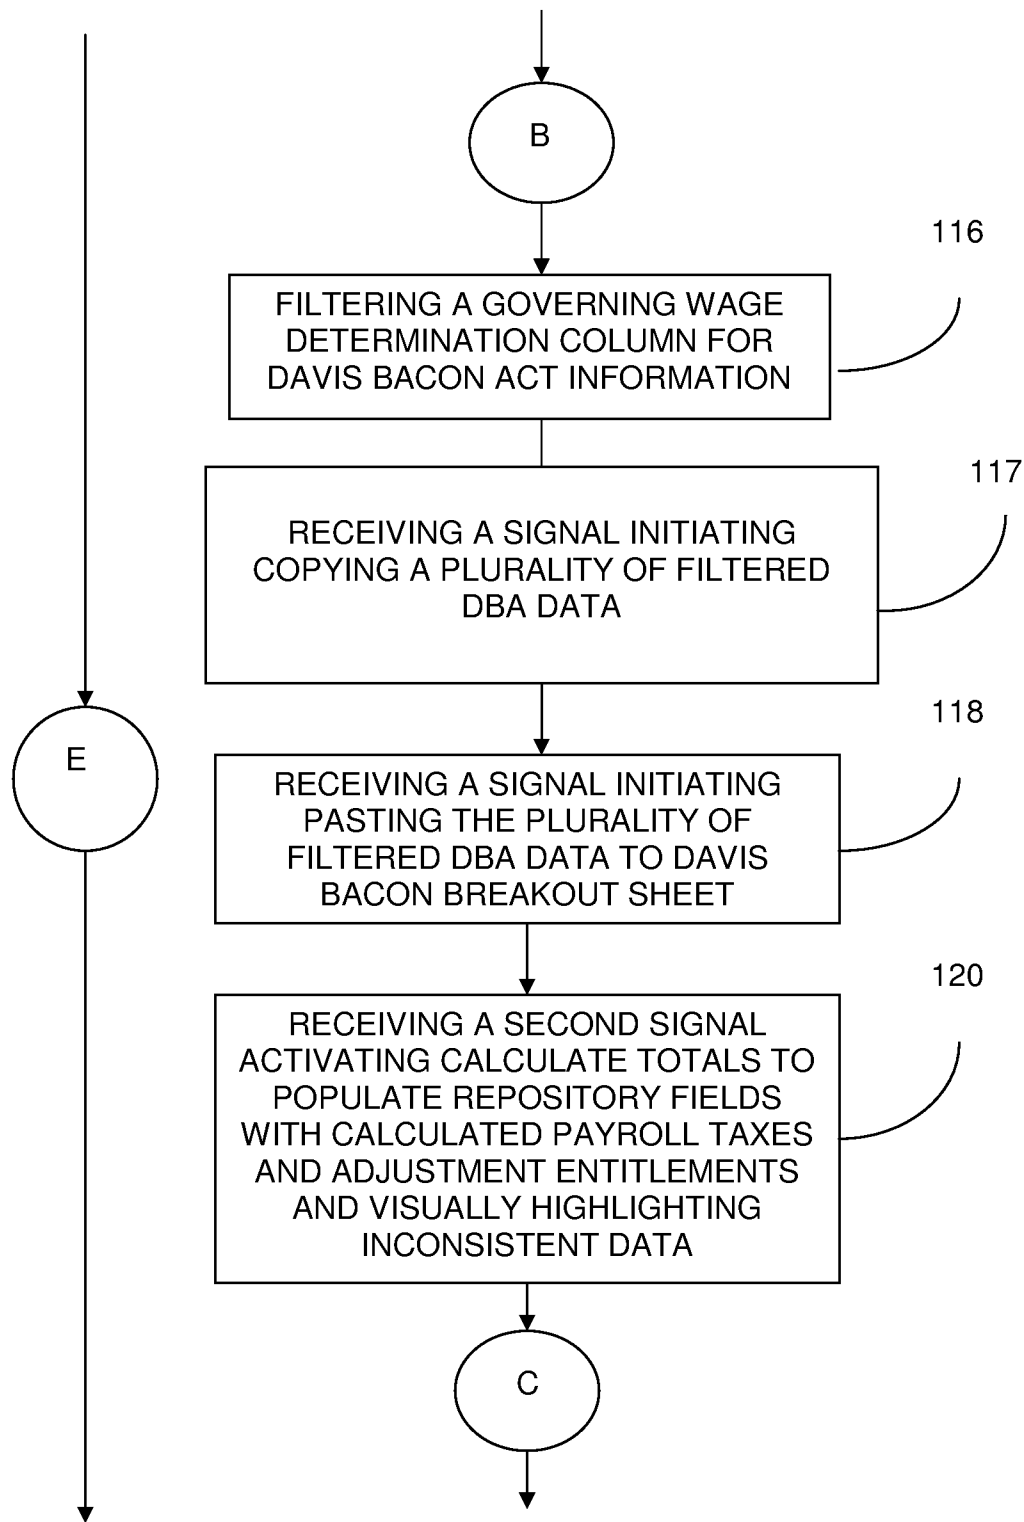 B
116
FILTERING A GOVERNING WAGE
DETERMINATION COLUMN FOR
DAVIS BACON ACT INFORMATION
117
RECEIVING A SIGNAL INITIATING
COPYING A PLURALITY OF FILTERED
DBA DATA
118
E
RECEIVING A SIGNAL INITIATING
PASTING THE PLURALITY OF
FILTERED DBA DATA TO DAVIS
BACON BREAKOUT SHEET
120
RECEIVING A SECOND SIGNAL
ACTIVATING CALCULATE TOTALS TO
POPULATE REPOSITORY FIELDS
WITH CALCULATED PAYROLL TAXES
AND ADJUSTMENT ENTITLEMENTS
AND VISUALLY HIGHLIGHTING
INCONSISTENT DATA
C